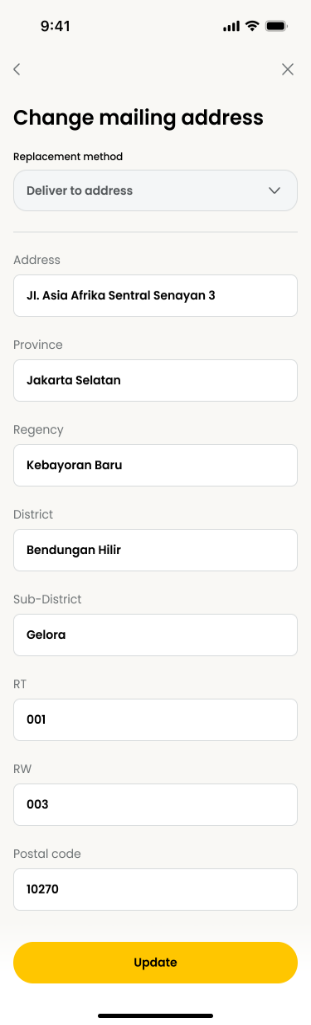 9:41
Change mailing address
Replacement method
Deliver to address
Address
Jl. Asia Afrika Sentral Senayan 3
Province
Jakarta Selatan
Regency
Kebayoran Baru
District
Bendungan Hilir
Sub-District
Gelora
RT
001
RW
003
Postal code
10270
Update